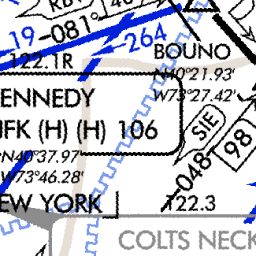 19
081°
264
122.1R
BOUNO
N40°21.93'
W73°27.42'
ENNEDY
(H) (H) 106
N40°37.97'
W73°46.28'
SIE
98
048
EW YORK
122.3
COLTS NECK